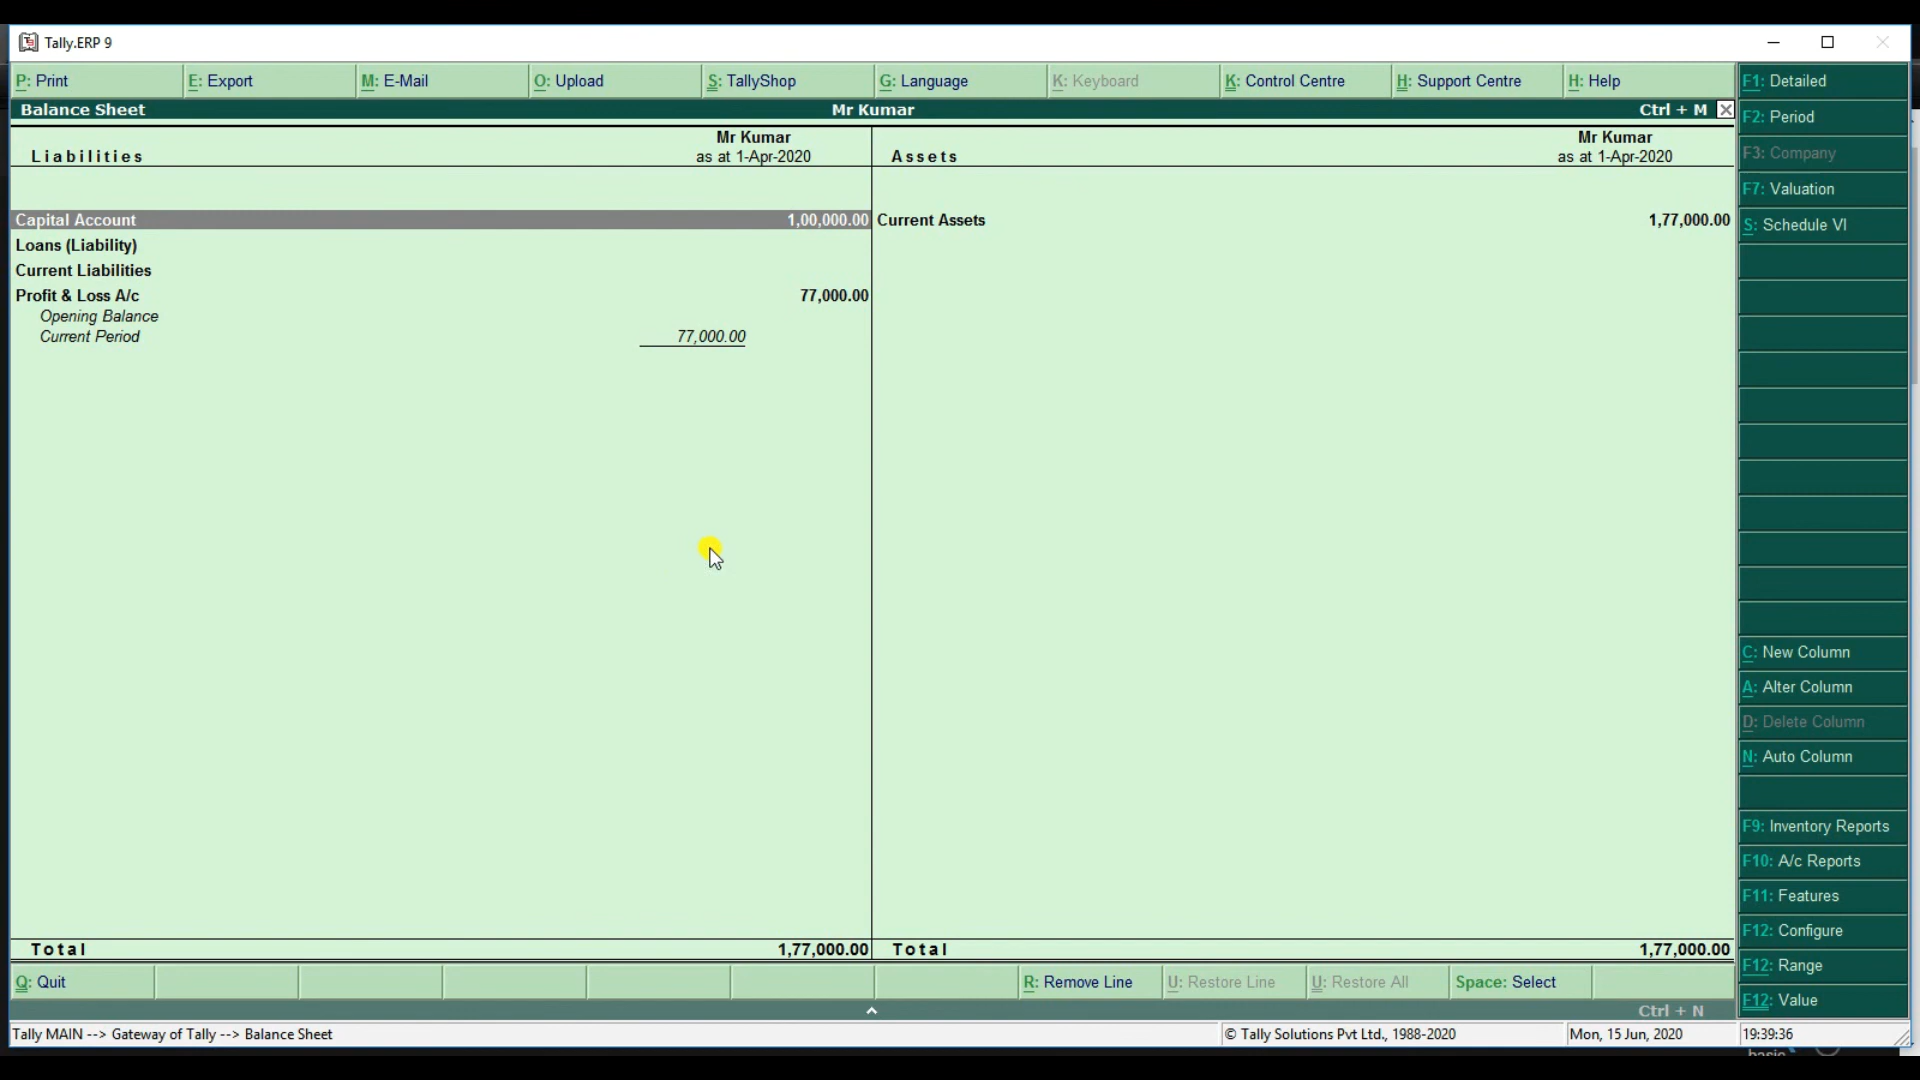 Tally.ERP 9
P: Print E: Export M: E-Mail O: Upload S: TallyShop G: Language K: Keyboard K: Control Centre H: Support Centre H: Help
Balance Sheet Mr Kumar Ctrl + M
Mr Kumar Mr Kumar
Liabilities as at 1-Apr-2020 Assets as at 1-Apr-2020
Capital Account 1,00,000.00 Current Assets 1,77,000.00
Loans (Liability)
Current Liabilities
Profit & Loss A/c 77,000.00
Opening Balance
Current Period 77,000.00
Total 1,77,000.00 Total 1,77,000.00
Q: Quit R: Remove Line U: Restore Line U: Restore All Space: Select
Ctrl + N
Tally MAIN --> Gateway of Tally --> Balance Sheet © Tally Solutions Pvt Ltd., 1988-2020 Mon, 15 Jun, 2020 19:39:36
F1: Detailed
F2: Period
F3: Company
F7: Valuation
S: Schedule VI
C: New Column
A: Alter Column
D: Delete Column
N: Auto Column
F9: Inventory Reports
F10: A/c Reports
F11: Features
F12: Configure
F12: Range
F12: Value